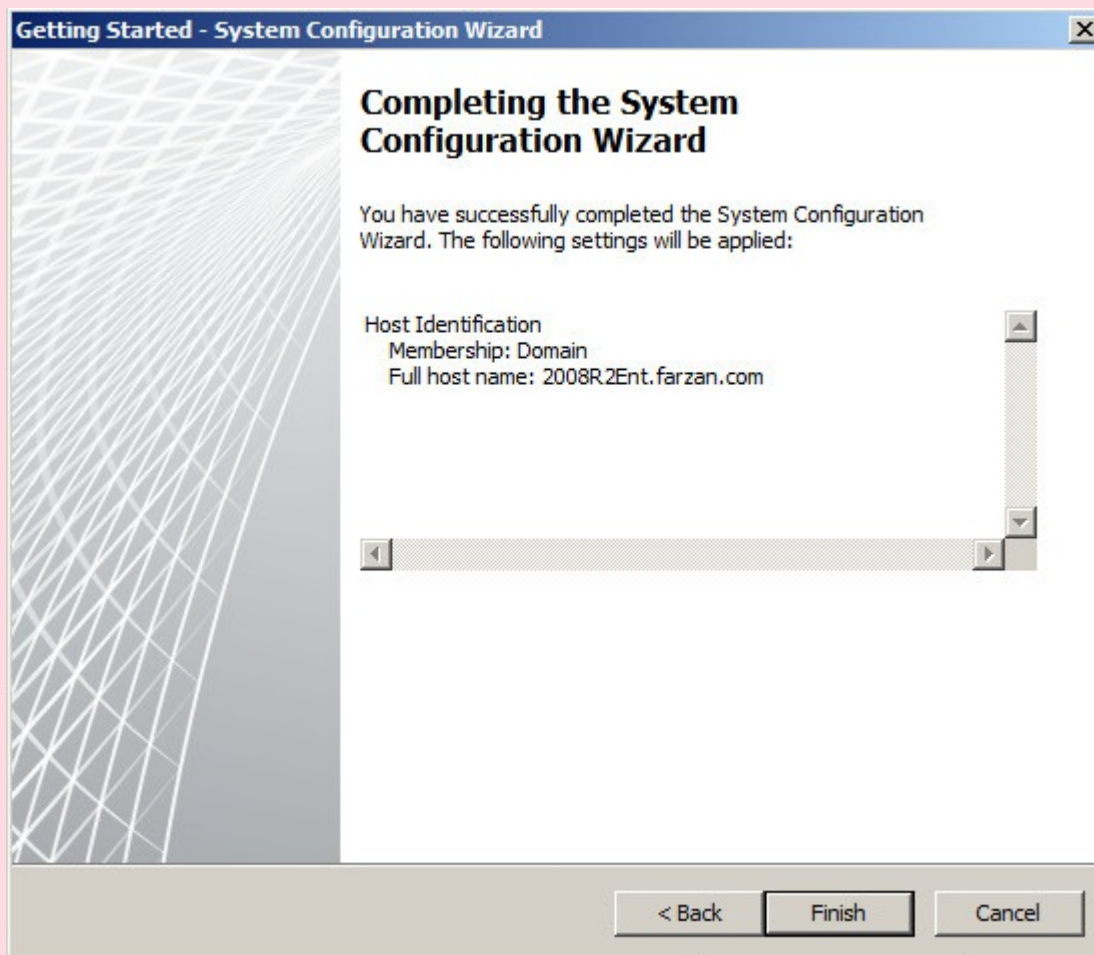 Getting Started - System Configuration Wizard
Completing the System
Configuration Wizard
You have successfully completed the System Configuration
Wizard. The following settings will be applied:
Host Identification
Membership: Domain
Full host name: 2008R2Ent.farzan.com
< Back
Finish
Cancel